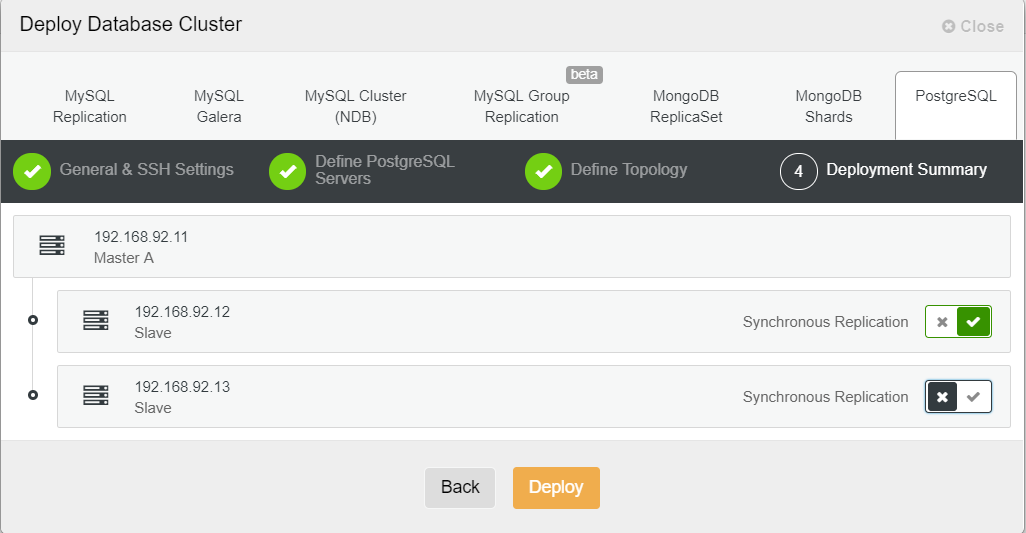 Deploy Database Cluster
Close
beta
MySQL
Replication
MySQL
Galera
MySQL Cluster
(NDB)
MySQL Group
Replication
MongoDB
ReplicaSet
MongoDB
Shards
PostgreSQL
General & SSH Settings
Define PostgreSQL
Servers
Define Topology
4
Deployment Summary
192.168.92.11
Master A
192.168.92.12
Slave
Synchronous Replication
192.168.92.13
Slave
Synchronous Replication
Back
Deploy